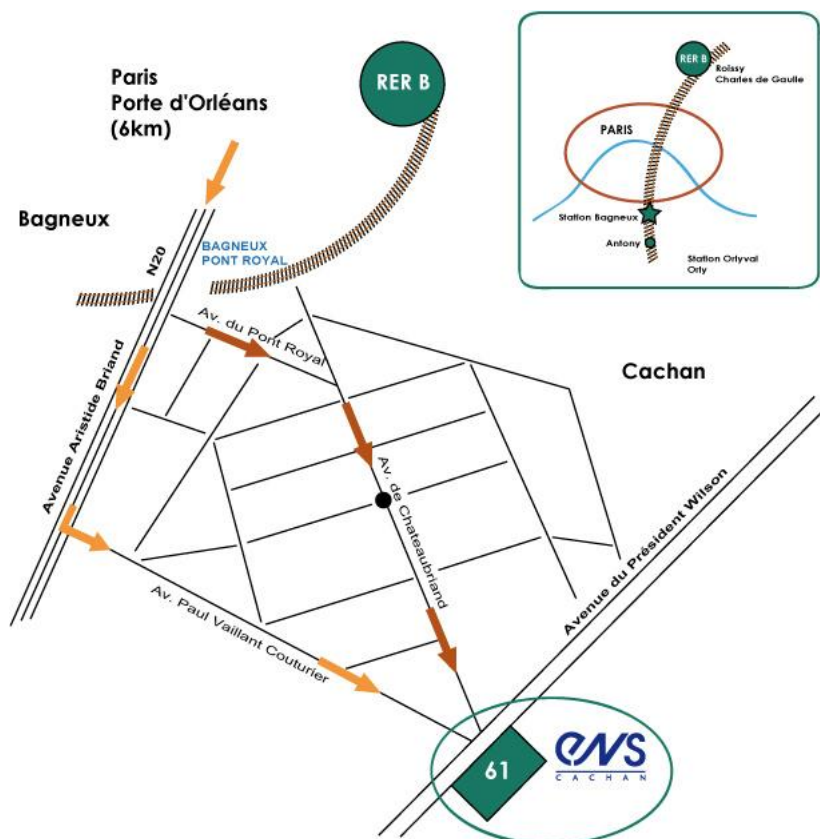 Paris
Porte d'Orléans
(6km)
RER B
RER B
Roissy
Charles de Gaulle
PARIS
Station Bagneux
Antony
Station Orlyval
Orly
Bagneux
N20
BAGNEUX
PONT ROYAL
Av. du Pont Royal
Cachan
Avenue Aristide Briand
Av. de Chateaubriand
Avenue du Président Wilson
Av. Paul Vaillant Couturier
61
ENS
CACHAN